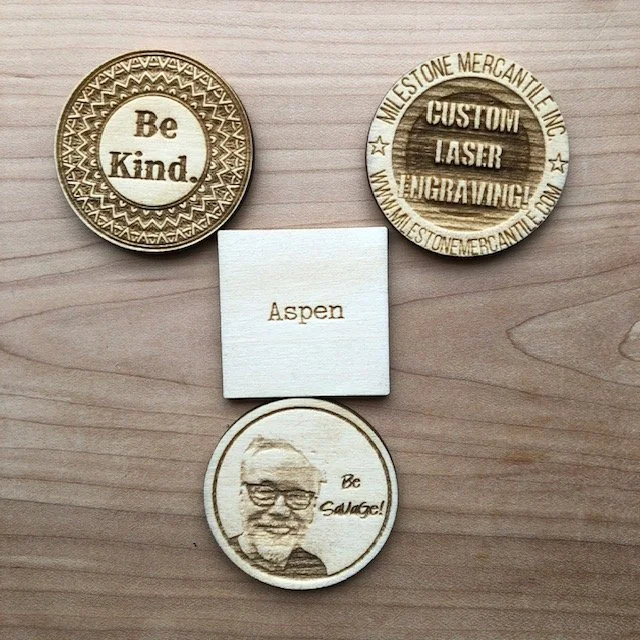 Be
Kind.
MILESTONE MERCANTILE INC.
CUSTOM
LASER
ENGRAVING!
WWW.MILESTONEMERCANTILE.COM
Aspen
Be
Savage!